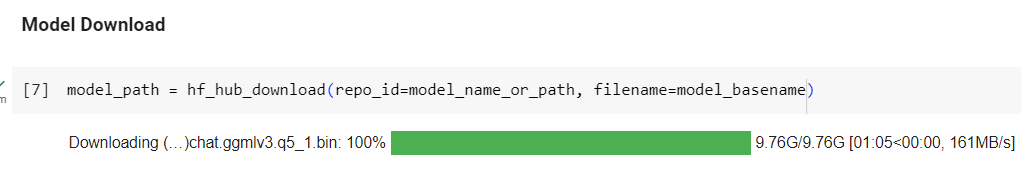 Model Download
[7] model_path = hf_hub_download(repo_id=model_name_or_path, filename=model_basename)
m
Downloading (...)chat.ggmlv3.q5_1.bin: 100% 9.76G/9.76G [01:05<00:00, 161MB/s]